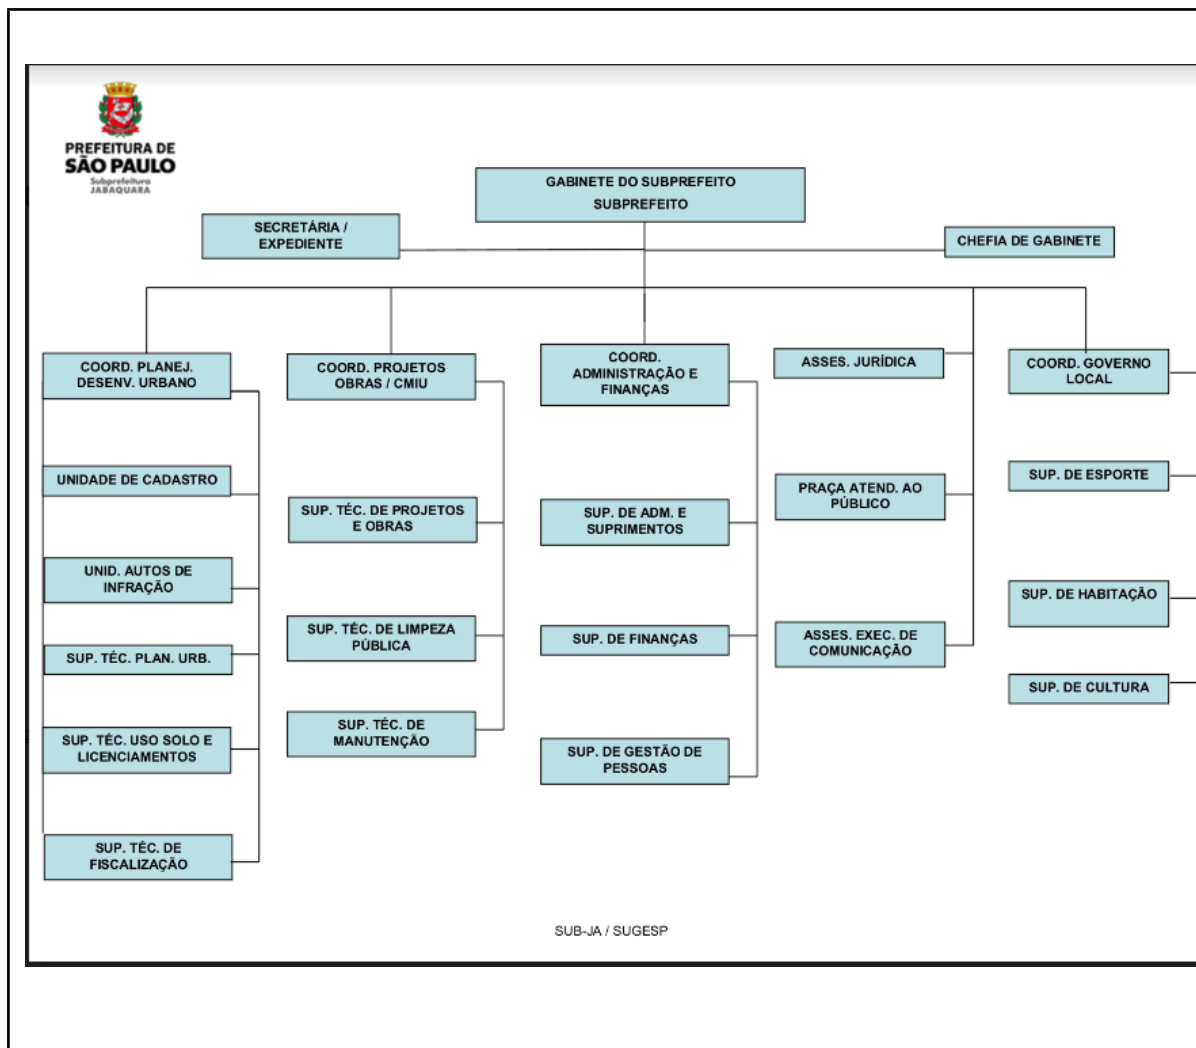 PREFEITURA DE
SÃO PAULO
Subprefeitura
JABAQUARA
GABINETE DO SUBPREFEITO
SUBPREFEITO
SECRETÁRIA /
EXPEDIENTE
CHEFIA DE GABINETE
COORD. PLANEJ.
DESENV. URBANO
UNIDADE DE CADASTRO
UNID. AUTOS DE
INFRAÇÃO
SUP. TÉC. PLAN. URB.
SUP. TÉC. USO SOLO E
LICENCIAMENTOS
SUP. TÉC. DE
FISCALIZAÇÃO
COORD. PROJETOS
OBRAS / CMIU
SUP. TÉC. DE PROJETOS
E OBRAS
SUP. TÉC. DE LIMPEZA
PÚBLICA
SUP. TÉC. DE
MANUTENÇÃO
COORD.
ADMINISTRAÇÃO E
FINANÇAS
SUP. DE ADM. E
SUPRIMENTOS
SUP. DE FINANÇAS
SUP. DE GESTÃO DE
PESSOAS
ASSES. JURÍDICA
PRAÇA ATEND. AO
PÚBLICO
ASSES. EXEC. DE
COMUNICAÇÃO
COORD. GOVERNO
LOCAL
SUP. DE ESPORTE
SUP. DE HABITAÇÃO
SUP. DE CULTURA
SUB-JA / SUGESP